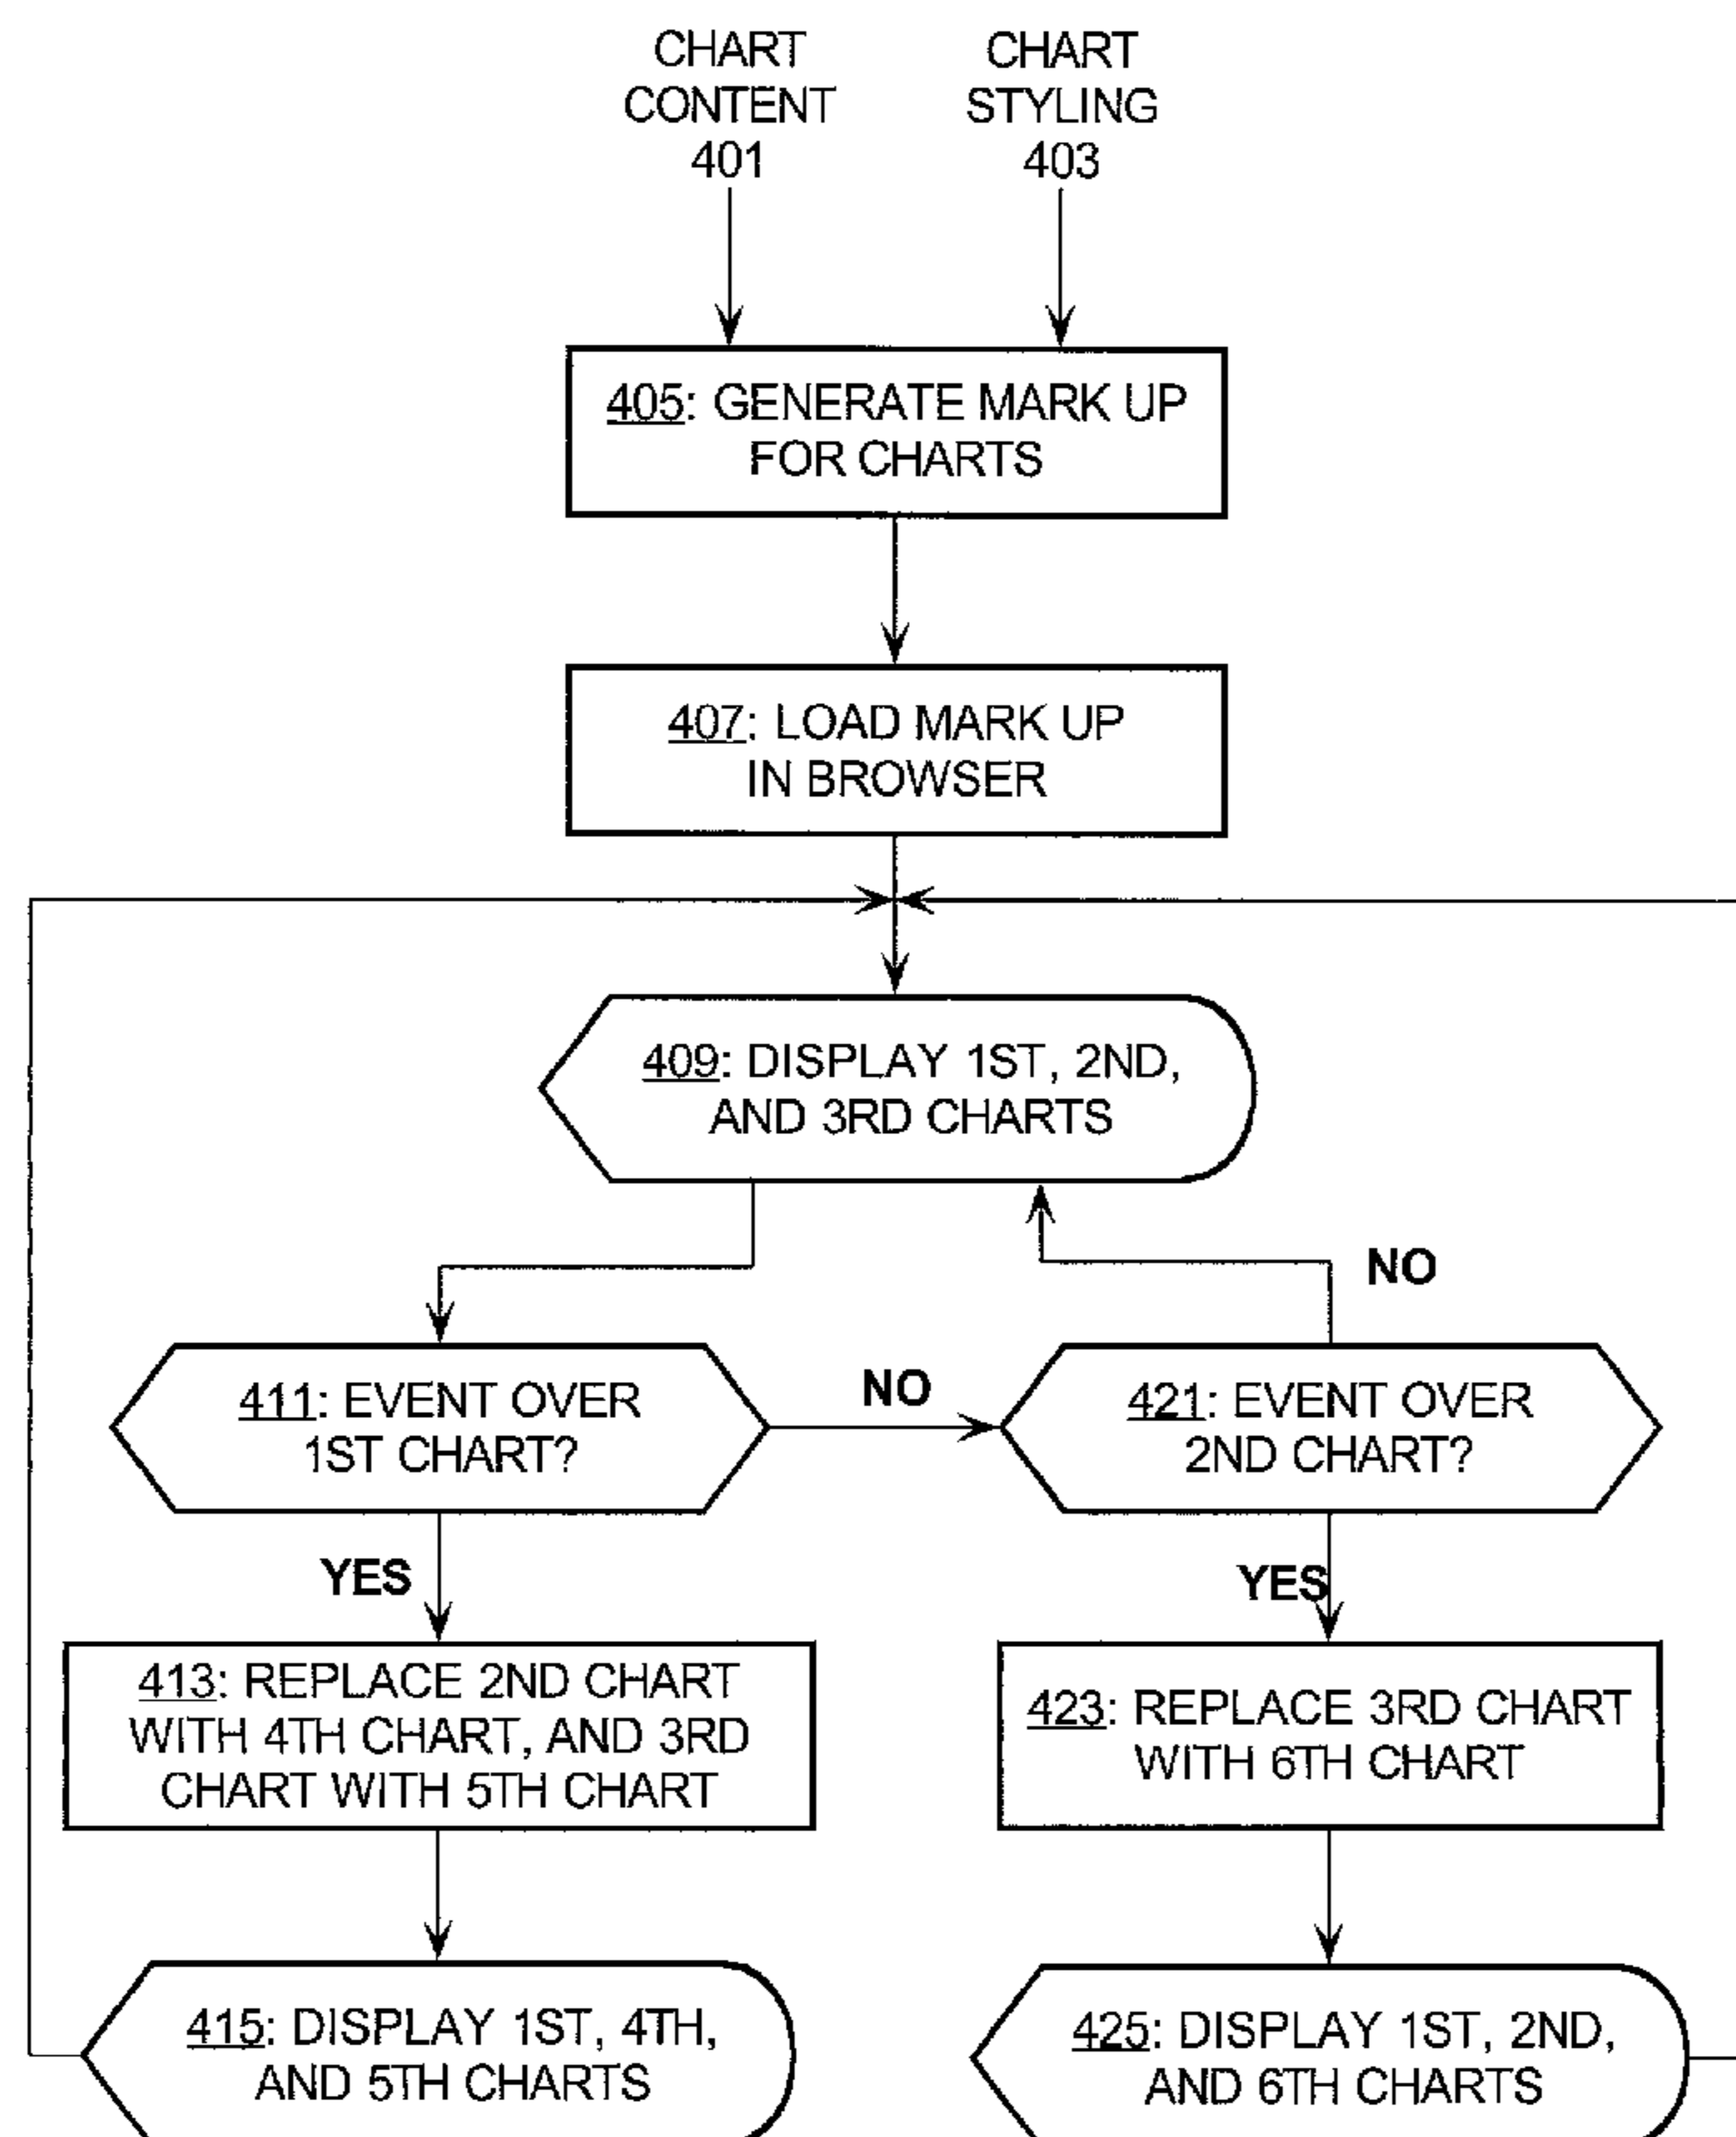 CHART
CONTENT
401
CHART
STYLING
403
405: GENERATE MARK UP
FOR CHARTS
407: LOAD MARK UP
IN BROWSER
409: DISPLAY 1ST, 2ND,
AND 3RD CHARTS
NO
411: EVENT OVER
1ST CHART?
NO
421: EVENT OVER
2ND CHART?
YES
YES
413: REPLACE 2ND CHART
WITH 4TH CHART, AND 3RD
CHART WITH 5TH CHART
423: REPLACE 3RD CHART
WITH 6TH CHART
415: DISPLAY 1ST, 4TH,
AND 5TH CHARTS
425: DISPLAY 1ST, 2ND,
AND 6TH CHARTS